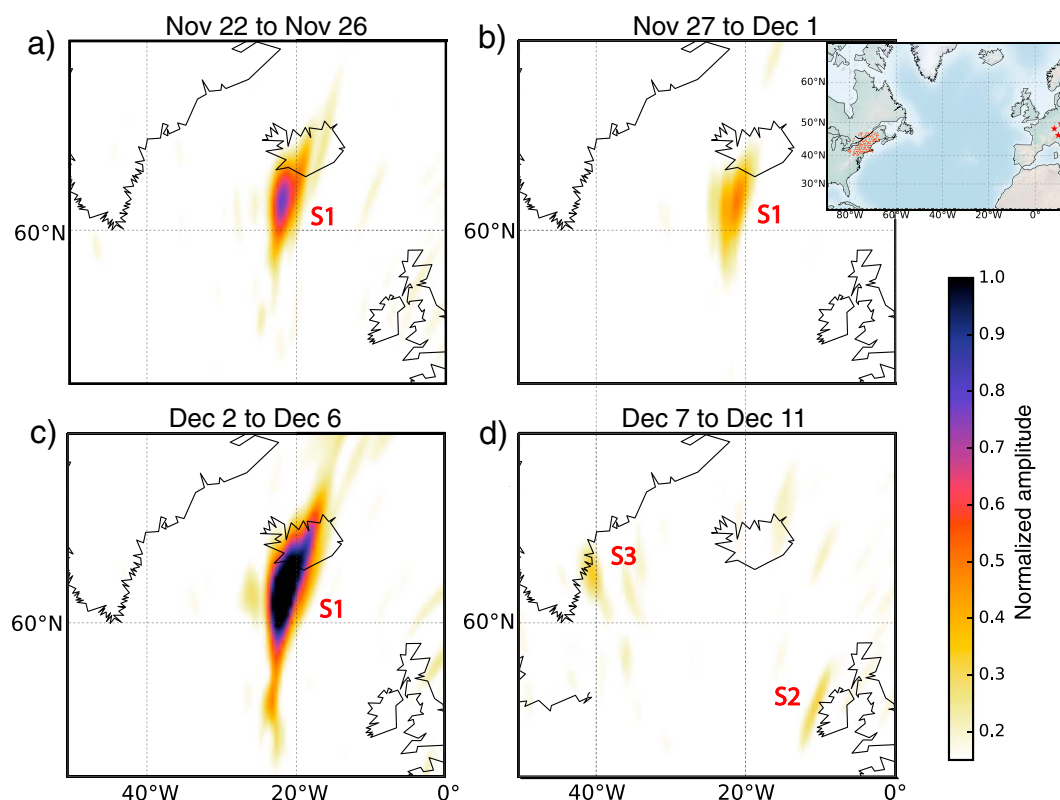 Nov 22 to Nov 26
a)
S1
60°N
Nov 27 to Dec 1
b)
S1
60°N
50°N
40°N
30°N
80°W
60°W
40°W
20°W
0°
Dec 2 to Dec 6
c)
S1
60°N
40°W
20°W
0°
Dec 7 to Dec 11
d)
S3
S2
40°W
20°W
0°
1.0
0.9
0.8
0.7
0.6
0.5
0.4
0.3
0.2
Normalized amplitude